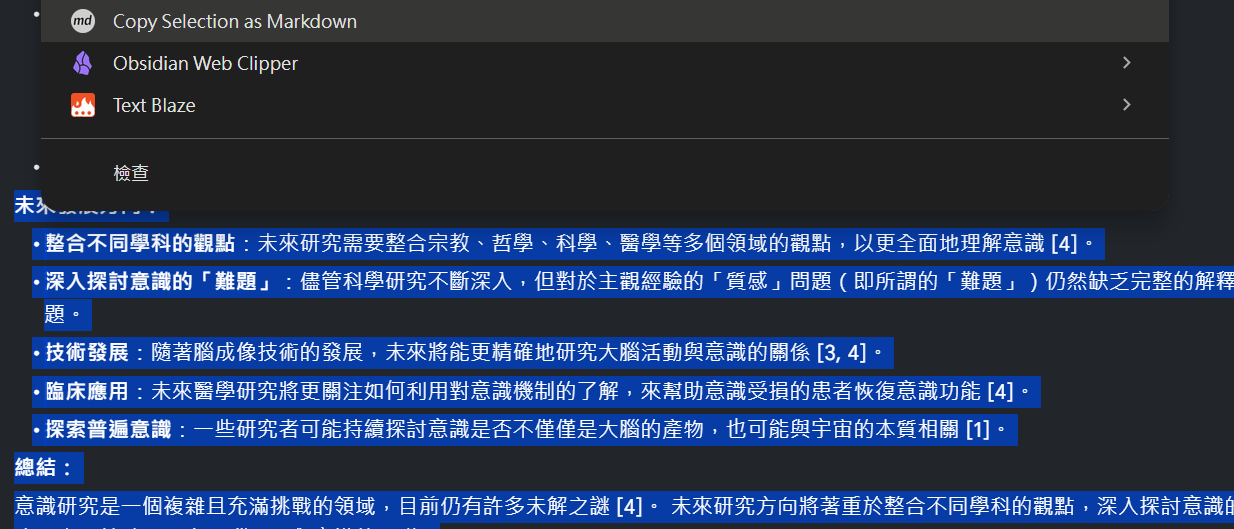 md Copy Selection as Markdown
Obsidian Web Clipper
Text Blaze
檢查
未來發展方向：
• 整合不同學科的觀點：未來研究需要整合宗教、哲學、科學、醫學等多個領域的觀點，以更全面地理解意識 [4]。
• 深入探討意識的「難題」：儘管科學研究不斷深入，但對於主觀經驗的「質感」問題（即所謂的「難題」）仍然缺乏完整的解釋
題。
• 技術發展：隨著腦成像技術的發展，未來將能更精確地研究大腦活動與意識的關係 [3, 4]。
• 臨床應用：未來醫學研究將更關注如何利用對意識機制的了解，來幫助意識受損的患者恢復意識功能 [4]。
• 探索普遍意識：一些研究者可能持續探討意識是否不僅僅是大腦的產物，也可能與宇宙的本質相關 [1]。
總結：
意識研究是一個複雜且充滿挑戰的領域，目前仍有許多未解之謎 [4]。 未來研究方向將著重於整合不同學科的觀點，深入探討意識的